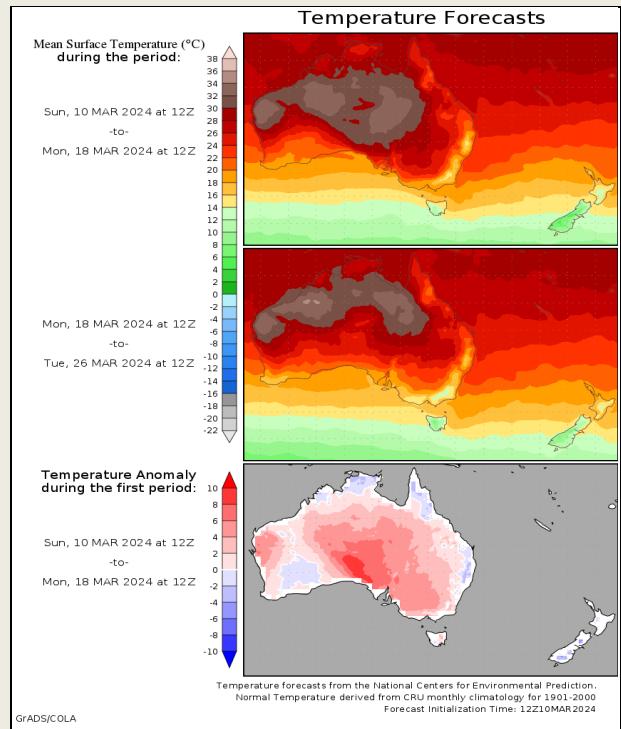 Temperature Forecasts
Mean Surface Temperature (°C)
during the period:
38
36
34
32
30
28
26
24
22
20
18
16
14
12
10
8
6
4
2
0
-2
-4
-6
-8
-10
-12
-14
-16
-18
-20
-22
Sun, 10 MAR 2024 at 12Z
-to-
Mon, 18 MAR 2024 at 12Z
Mon, 18 MAR 2024 at 12Z
-to-
Tue, 26 MAR 2024 at 12Z
Temperature Anomaly
during the first period:
10
8
6
4
2
0
-2
-4
-6
-8
-10
Sun, 10 MAR 2024 at 12Z
-to-
Mon, 18 MAR 2024 at 12Z
Temperature forecasts from the National Centers for Environmental Prediction.
Normal Temperature derived from CRU monthly climatology for 1901-2000
Forecast Initialization Time: 12Z10MAR2024
GrADS/COLA